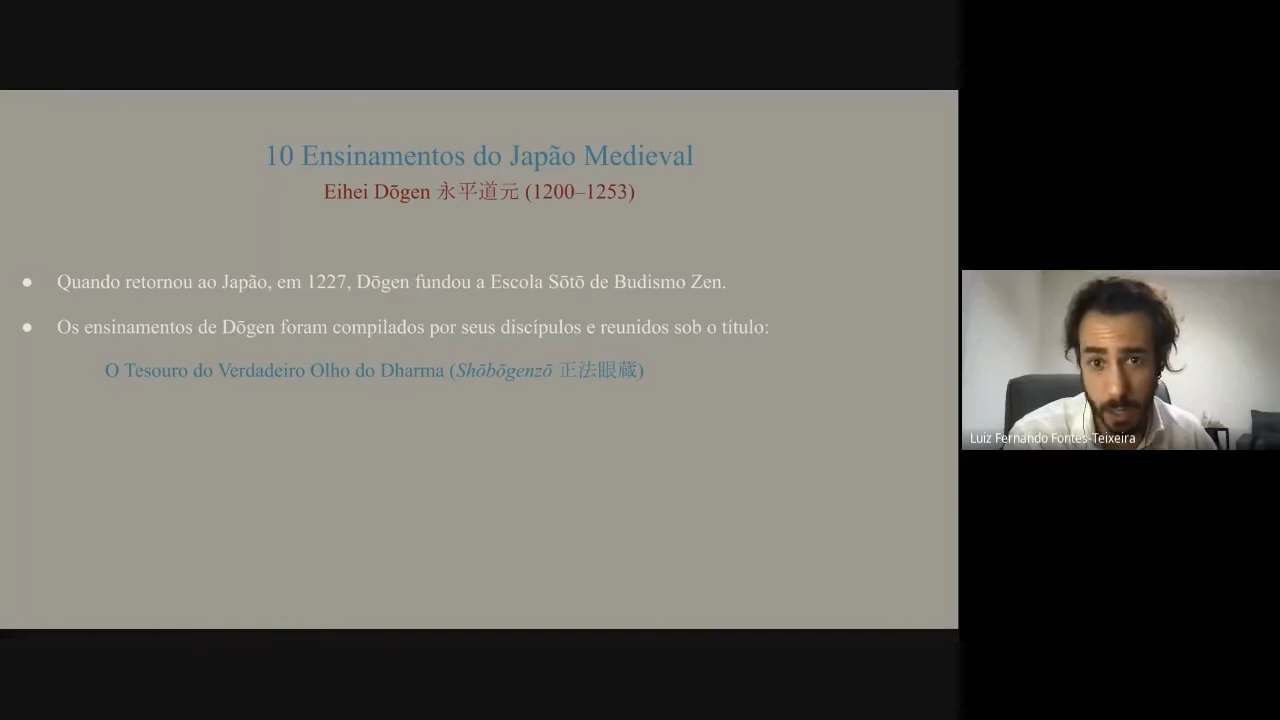 10 Ensinamentos do Japão Medieval
Eihei Dōgen 永平道元 (1200–1253)
● Quando retornou ao Japão, em 1227, Dōgen fundou a Escola Sōtō de Budismo Zen.
● Os ensinamentos de Dōgen foram compilados por seus discípulos e reunidos sob o título:
O Tesouro do Verdadeiro Olho do Dharma (Shōbōgenzō 正法眼藏)
Luiz Fernando Fontes-Teixeira